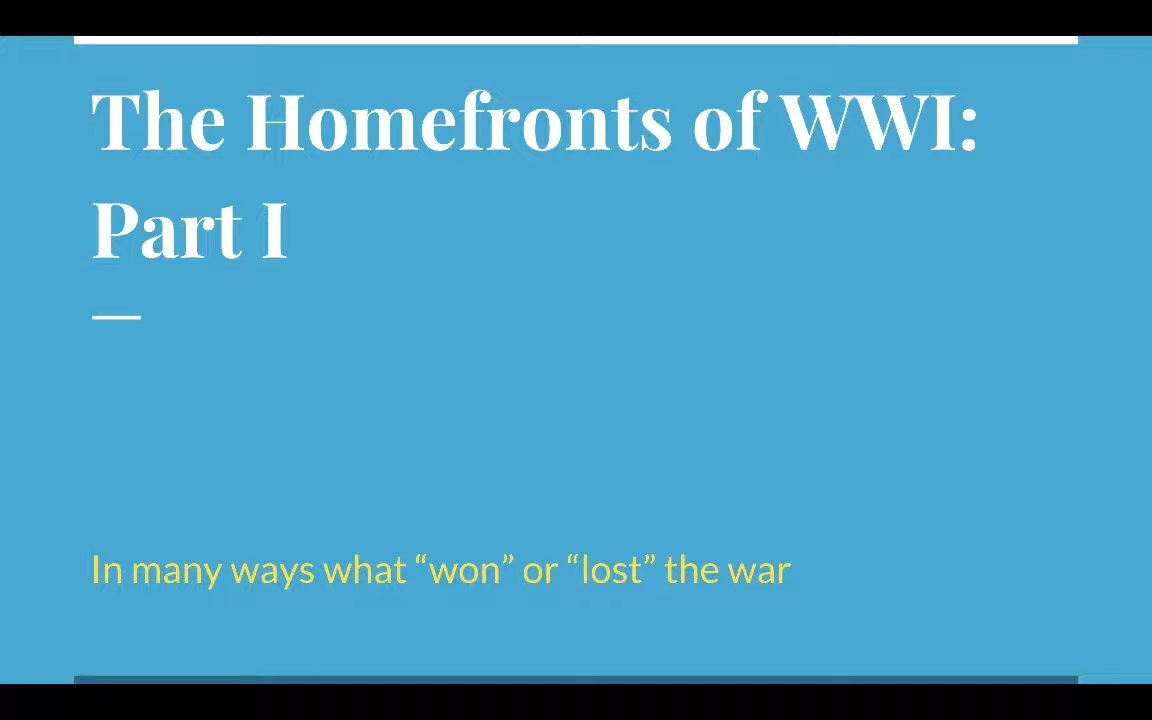 The Homefronts of WWI:
Part I
In many ways what “won” or “lost” the war